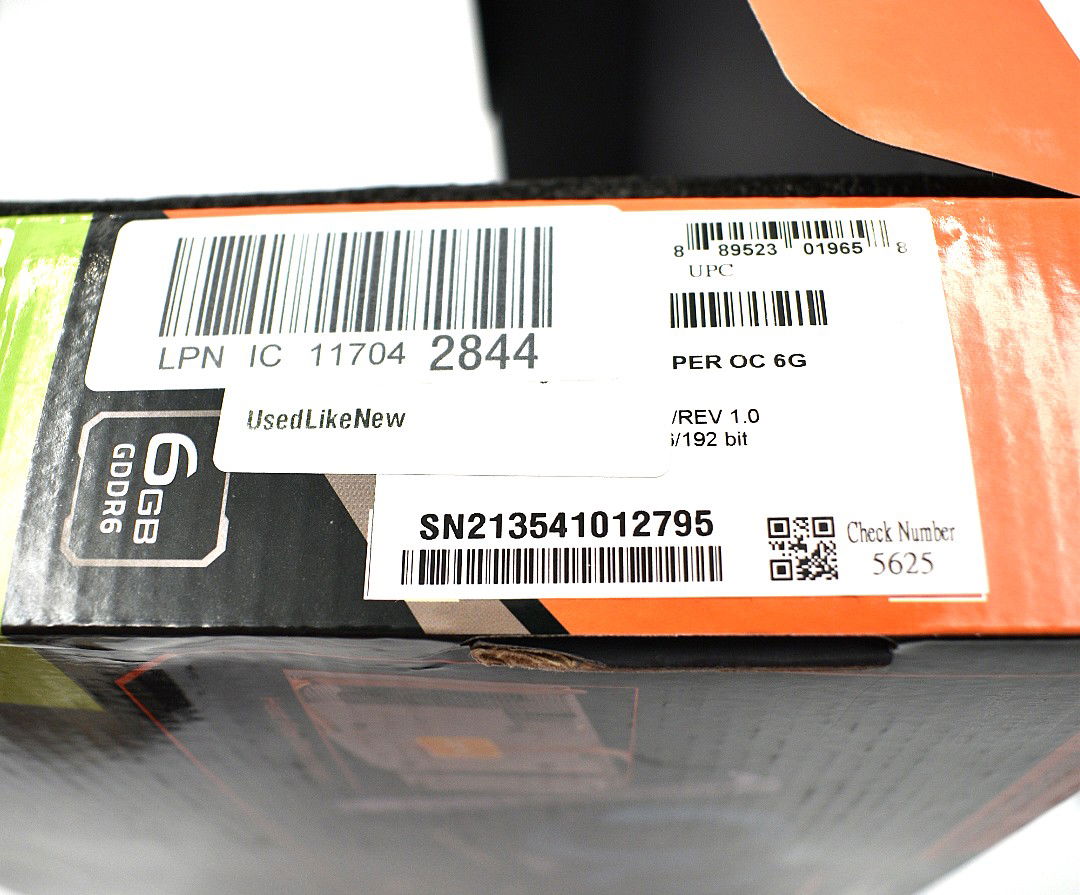 LPN IC 11704 2844
UsedLikeNew
8 89523 01965 8
UPC
PER OC 6G
/REV 1.0
/192 bit
SN213541012795
Check Number
5625
6GB
GDDR6